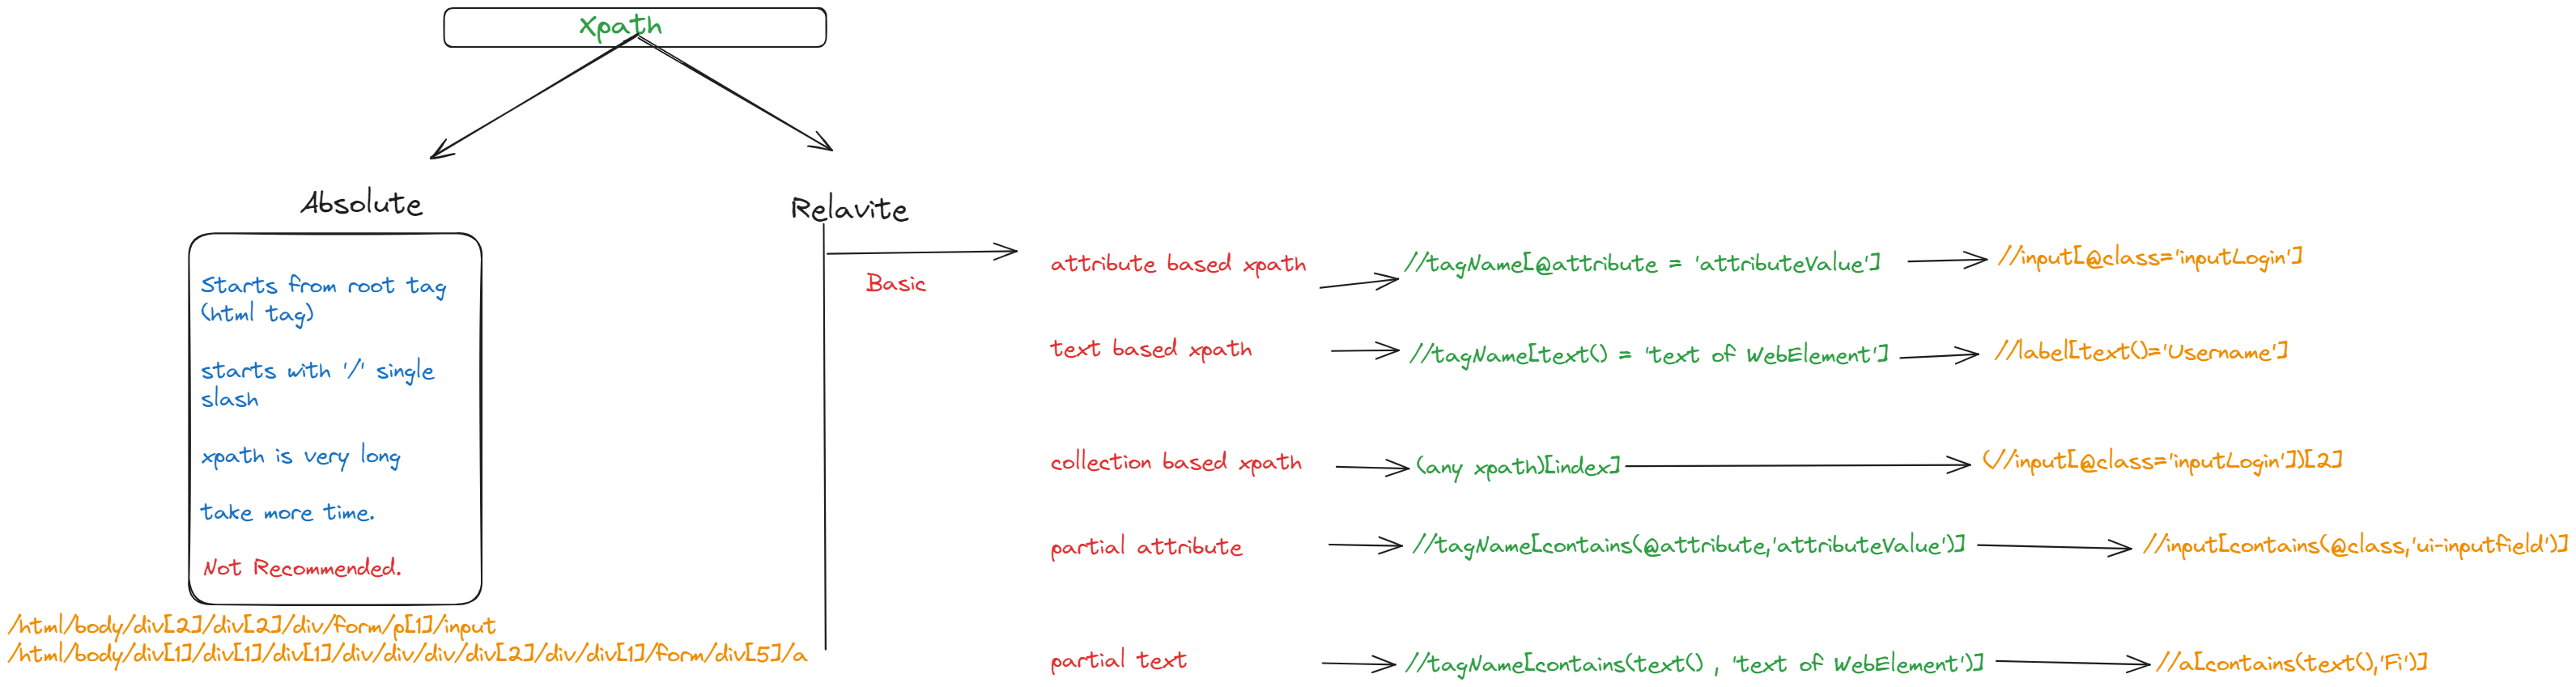 Xpath
Absolute
Starts from root tag
(html tag)
starts with '/' single
slash
xpath is very long
take more time.
Not Recommended.
/html/body/div[2]/div[2]/div/form/p[1]/input
/html/body/div[1]/div[1]/div[1]/div/div/div/div[2]/div/div[1]/form/div[5]/a
Relavite
Basic
attribute based xpath
//tagName[@attribute = 'attributeValue']
//input[@class='inputLogin']
text based xpath
//tagName[text() = 'text of WebElement']
//label[text()='Username']
collection based xpath
(any xpath)[index]
(//input[@class='inputLogin'])[2]
partial attribute
//tagName[contains(@attribute,'attributeValue')]
//input[contains(@class,'ui-inputfield')]
partial text
//tagName[contains(text() , 'text of WebElement')]
//a[contains(text(),'Fi')]